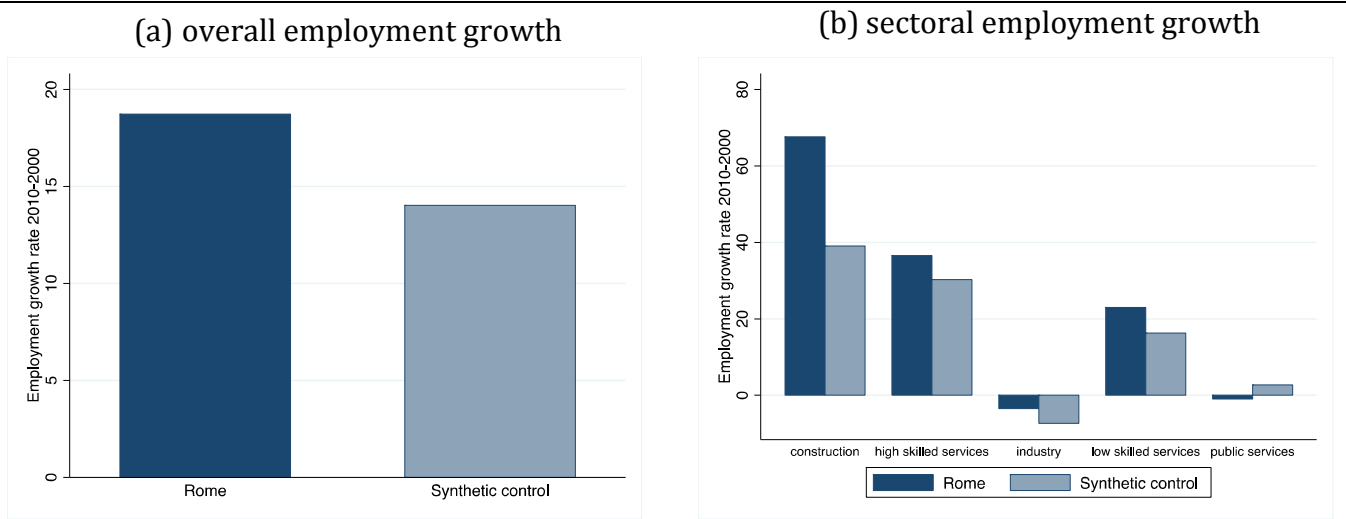 (a) overall employment growth
Employment growth rate 2010-2000
20
15
10
5
0
Rome
Synthetic control
(b) sectoral employment growth
Employment growth rate 2010-2000
80
60
40
20
0
construction
high skilled services
industry
low skilled services
public services
Rome
Synthetic control